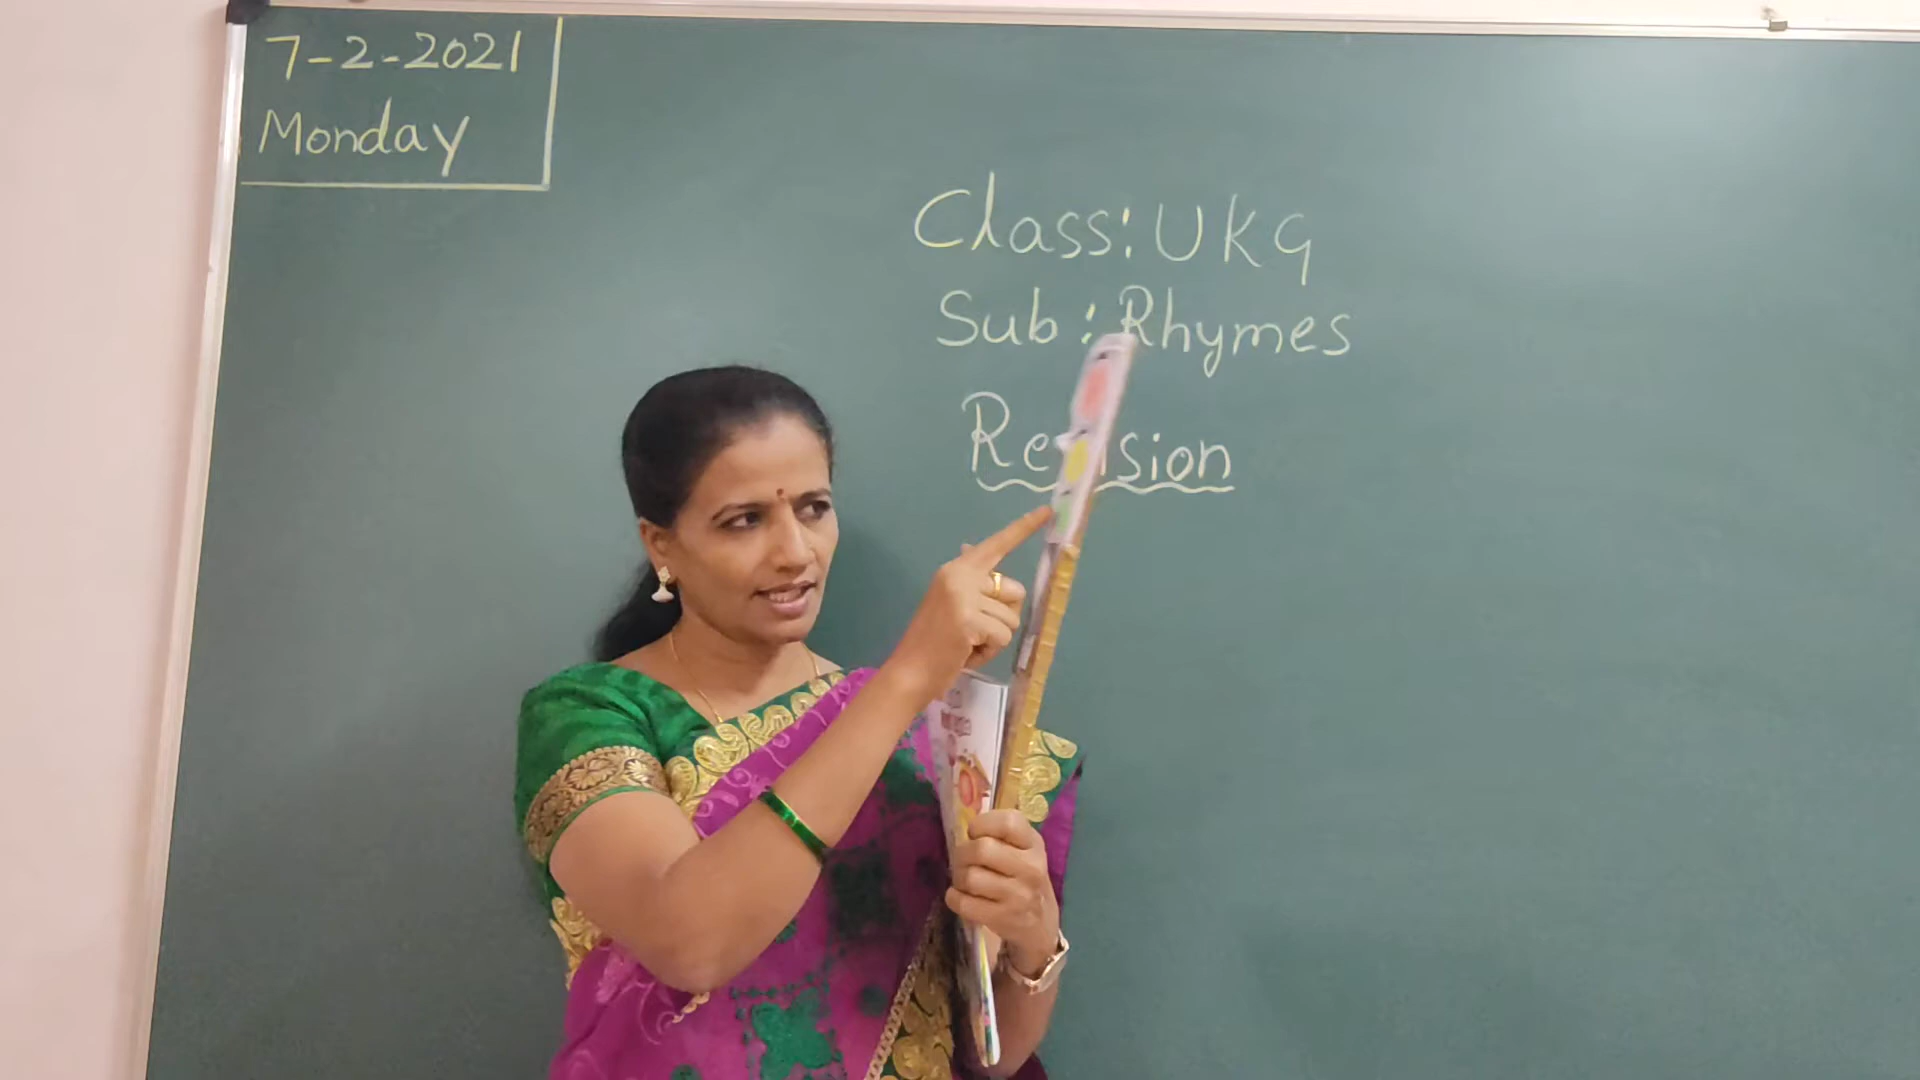 7-2-2021
Monday
Class: UKG
Sub: Rhymes
Revision